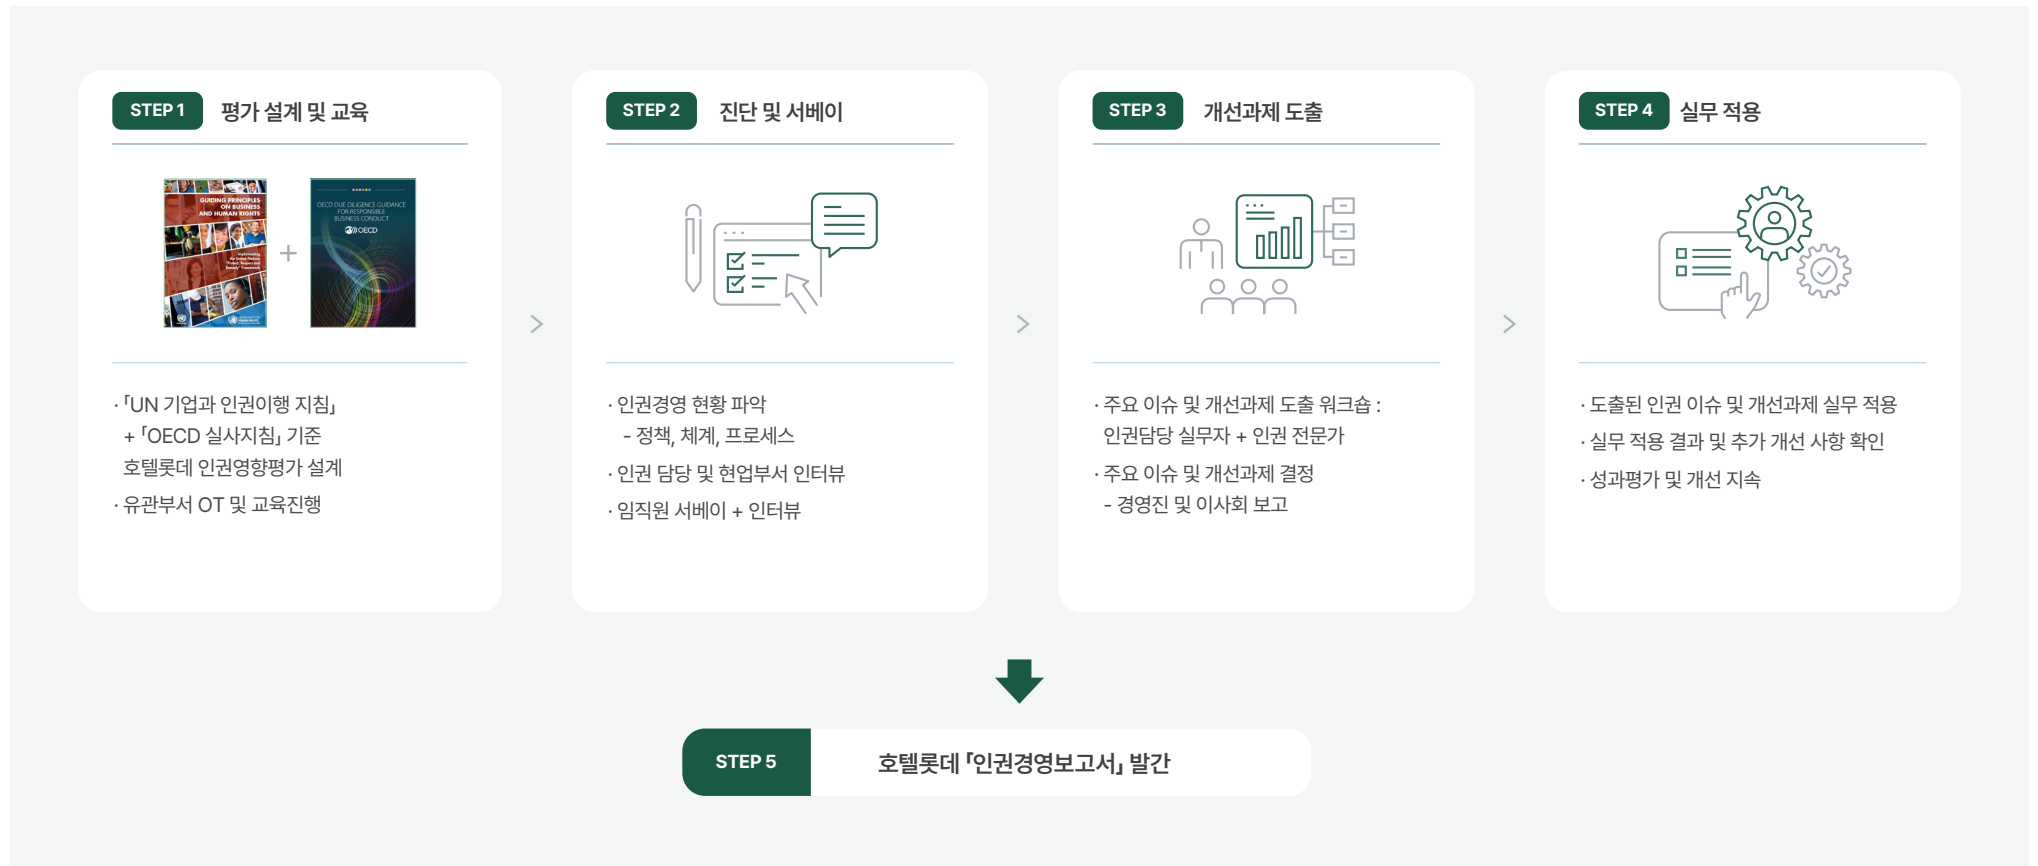 STEP 1 평가 설계 및 교육
GUIDING PRINCIPLES
ON BUSINESS
AND HUMAN RIGHTS
Implementing
the United Nations
"Protect, Respect and
Remedy" Framework
OECD DUE DILIGENCE GUIDANCE
FOR RESPONSIBLE
BUSINESS CONDUCT
OECD
+
· 「UN 기업과 인권이행 지침」
+ 「OECD 실사지침」 기준
호텔롯데 인권영향평가 설계
· 유관부서 OT 및 교육진행
>
STEP 2 진단 및 서베이
· 인권경영 현황 파악
- 정책, 체계, 프로세스
· 인권 담당 및 현업부서 인터뷰
· 임직원 서베이 + 인터뷰
>
STEP 3 개선과제 도출
· 주요 이슈 및 개선과제 도출 워크숍 :
인권담당 실무자 + 인권 전문가
· 주요 이슈 및 개선과제 결정
- 경영진 및 이사회 보고
>
STEP 4 실무 적용
· 도출된 인권 이슈 및 개선과제 실무 적용
· 실무 적용 결과 및 추가 개선 사항 확인
· 성과평가 및 개선 지속
STEP 5 호텔롯데 「인권경영보고서」 발간